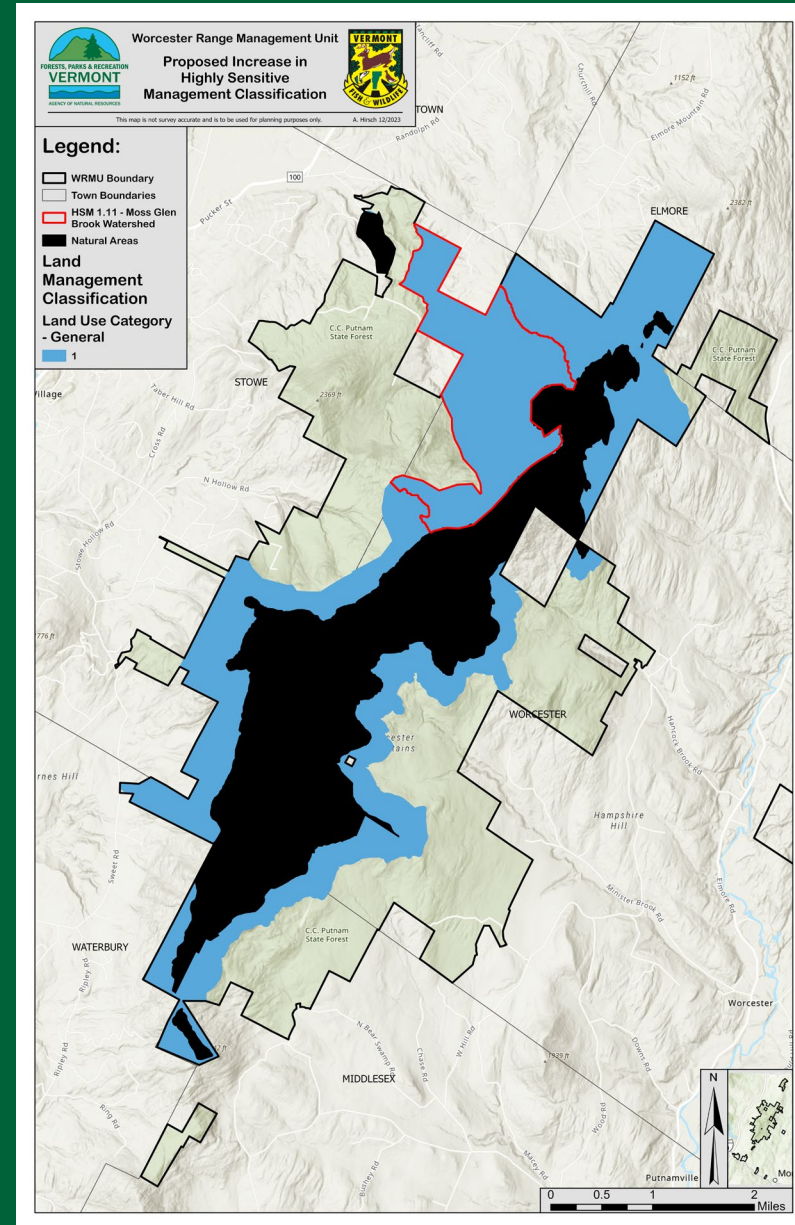 Worcester Range Management Unit
Proposed Increase in
Highly Sensitive
Management Classification
FORESTS, PARKS & RECREATION
VERMONT
AGENCY OF NATURAL RESOURCES
VERMONT
FISH & WILDLIFE
This map is not survey accurate and is to be used for planning purposes only. A. Hirsch 12/2023
Legend:
WRMU Boundary
Town Boundaries
HSM 1.11 - Moss Glen
Brook Watershed
Natural Areas
Land
Management
Classification
Land Use Category
- General
1
TOWN
Randolph Rd
Churchill Rd
1152 ft
Elmore Mountain Rd
100
Pucker St
ELMORE
2382 ft
C.C. Putnam
State Forest
C.C. Putnam
State Forest
STOWE
2369 ft
Village
Taber Hill Rd
Cross Rd
N Hollow Rd
Stowe Hollow Rd
776 ft
WORCESTER
Hancock Brook Rd
Hampshire
Hill
Sweet Rd
Minister Brook Rd
Elmore Rd
C.C. Putnam
State Forest
WATERBURY
Ripley Rd
Worcester
N Bear Swamp Rd
Chase Rd
W Hill Rd
1939 ft
Downs Rd
Ripley Rd
MIDDLESEX
Ring Rd
Wood Rd
Macey Rd
Bushey Rd
Putnamville
N
Mo
0 0.5 1 2
Miles